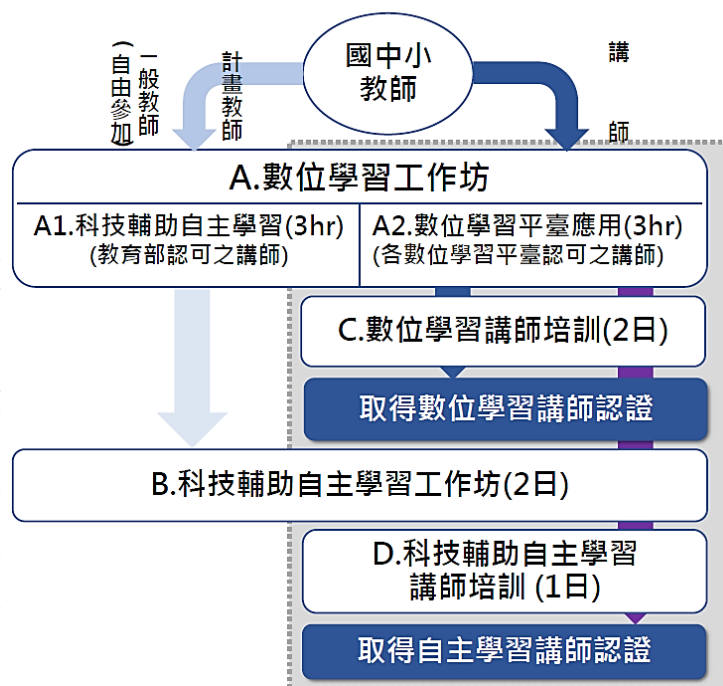 國中小
教師
一般教師
(自由參加)
計畫教師
講師
A.數位學習工作坊
A1.科技輔助自主學習(3hr)
(教育部認可之講師)
A2.數位學習平臺應用(3hr)
(各數位學習平臺認可之講師)
C.數位學習講師培訓(2日)
取得數位學習講師認證
B.科技輔助自主學習工作坊(2日)
D.科技輔助自主學習
講師培訓 (1日)
取得自主學習講師認證